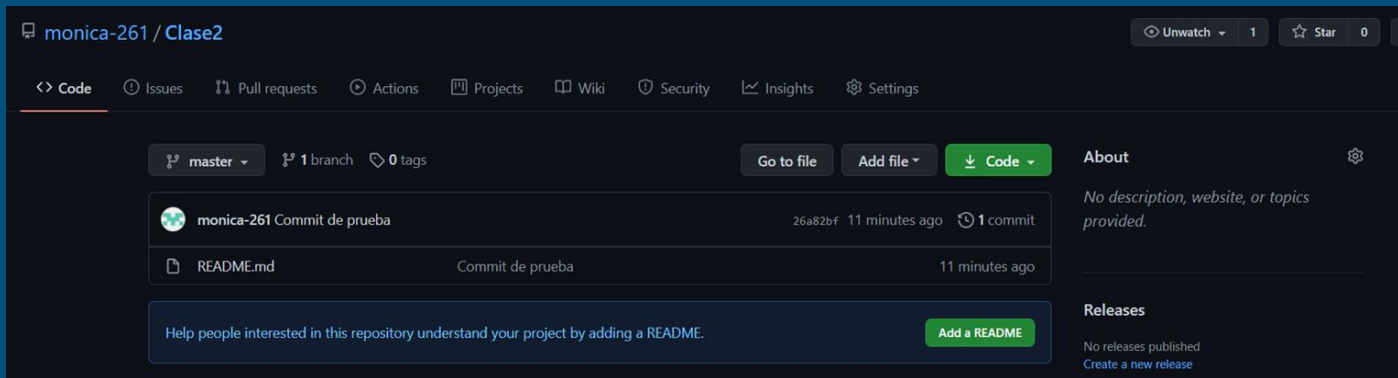 monica-261 / Clase2
Unwatch 1 Star 0
Code Issues Pull requests Actions Projects Wiki Security Insights Settings
master 1 branch 0 tags Go to file Add file Code
monica-261 Commit de prueba 26a82bf 11 minutes ago 1 commit
README.md Commit de prueba 11 minutes ago
Help people interested in this repository understand your project by adding a README. Add a README
About
No description, website, or topics
provided.
Releases
No releases published
Create a new release